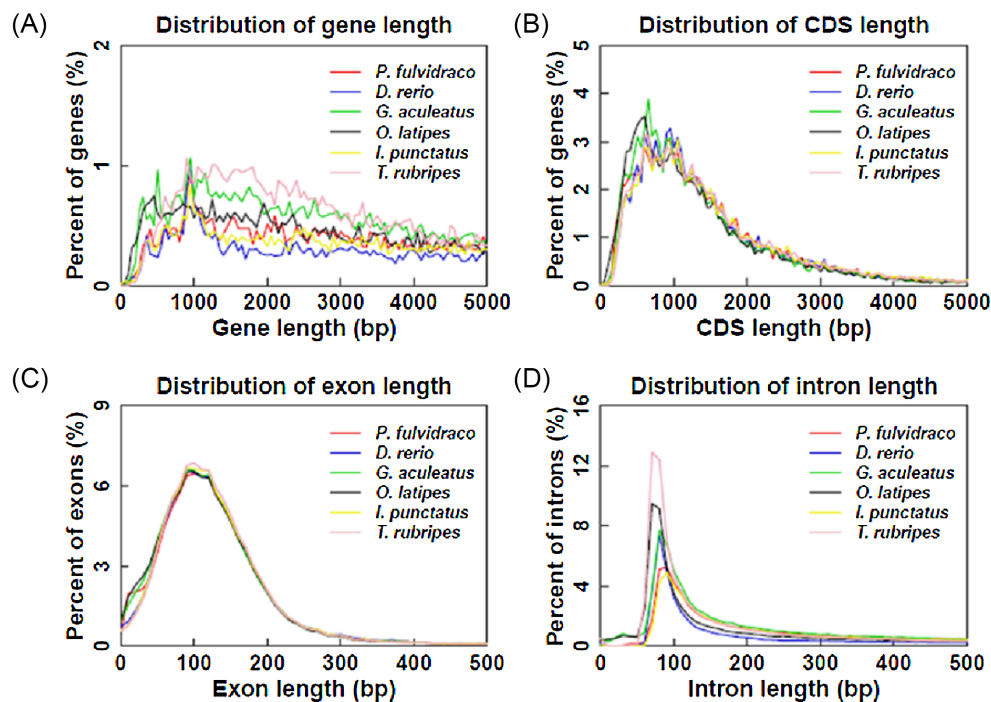 (A)
Distribution of gene length
Percent of genes (%)
0
1
2
0
1000
2000
3000
4000
5000
Gene length (bp)
P. fulvidraco
D. rerio
G. aculeatus
O. latipes
I. punctatus
T. rubripes
(B)
Distribution of CDS length
Percent of genes (%)
0
1
2
3
4
5
0
1000
2000
3000
4000
5000
CDS length (bp)
P. fulvidraco
D. rerio
G. aculeatus
O. latipes
I. punctatus
T. rubripes
(C)
Distribution of exon length
Percent of exons (%)
0
3
6
9
0
100
200
300
400
500
Exon length (bp)
P. fulvidraco
D. rerio
G. aculeatus
O. latipes
I. punctatus
T. rubripes
(D)
Distribution of intron length
Percent of introns (%)
0
4
8
12
16
0
100
200
300
400
500
Intron length (bp)
P. fulvidraco
D. rerio
G. aculeatus
O. latipes
I. punctatus
T. rubripes